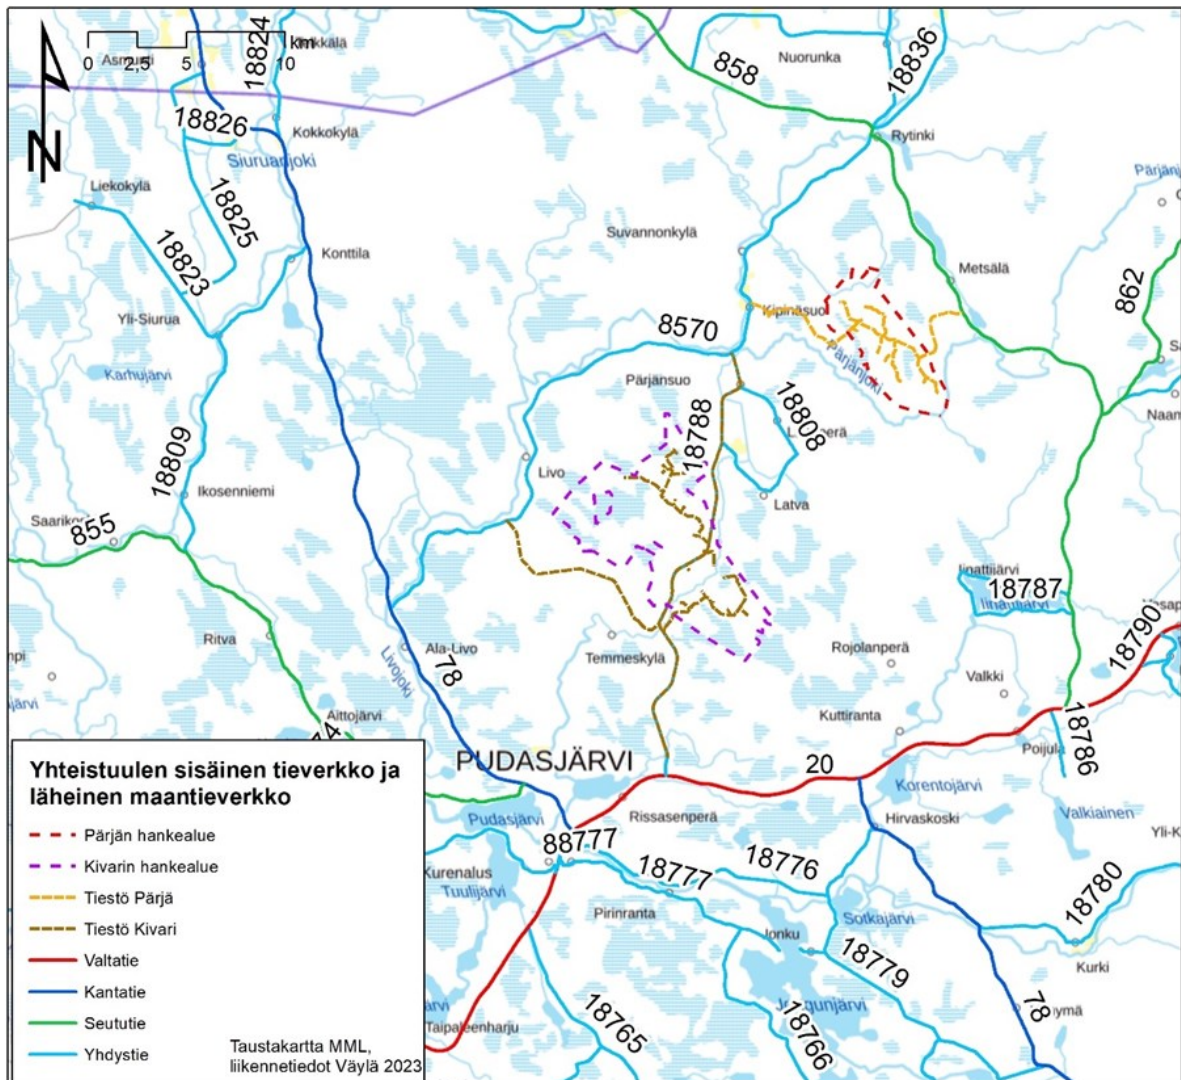 Asmunti
0 2,5 5 10
km
18824
858
Nuorunka
18836
18826
Kokkokylä
Siuruanjoki
Rytinki
N
Liekokylä
18825
Suvannonkylä
Konttila
18823
Metsälä
862
Yli-Siurua
Kipinäsuo
8570
Pärjänjoki
Karhujärvi
Pärjänsuo
18788
18808
18809
Livo
Latva
Ikosenniemi
855
Iinattijärvi
18787
18790
Ritva
Ala-Livo
Livojoki
78
Temmeskylä
Rojolanperä
Valkki
Aittojärvi
Kuttiranta
18786
Poijula
PUDASJÄRVI
20
Korentojärvi
Valkiainen
Rissasenperä
Hirvaskoski
Pudasjärvi
88777
18777
18776
Kurenalus
Tuulijärvi
Pirinranta
Sotkajärvi
18780
Jonku
18779
Kurki
18765
18766
78
Taipaleenharju
Yhteistuulen sisäinen tieverkko ja
läheinen maantieverkko
Pärjän hankealue
Kivarin hankealue
Tiestö Pärjä
Tiestö Kivari
Valtatie
Kantatie
Seututie
Yhdystie
Taustakartta MML,
liikennetiedot Väylä 2023